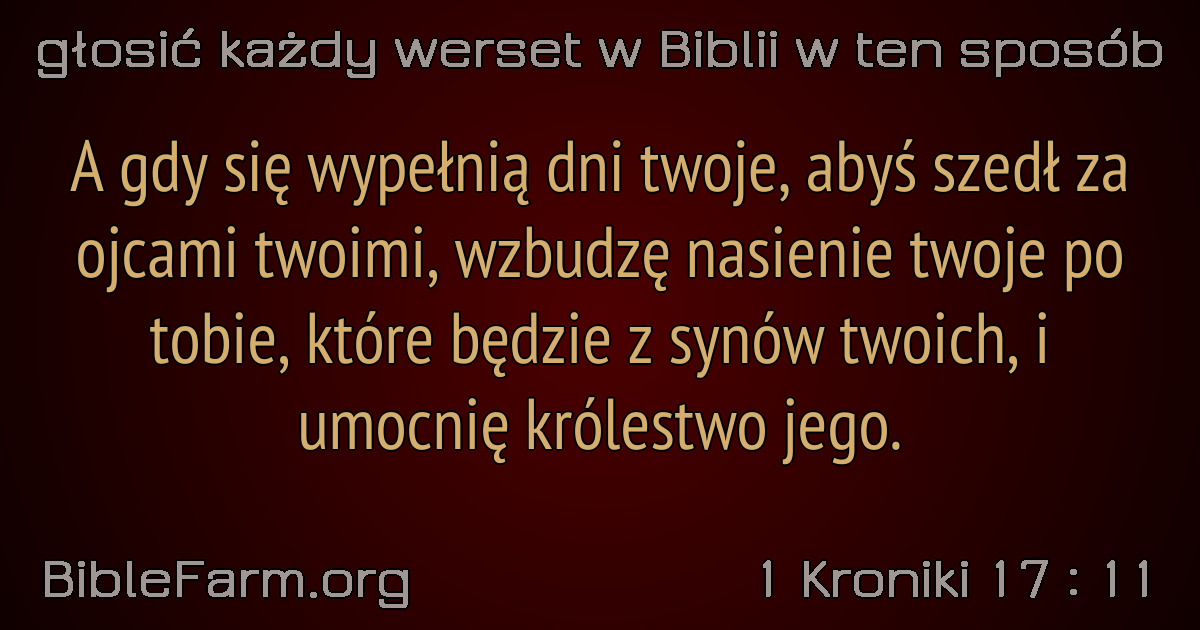 głosić każdy werset w Biblii w ten sposób
A gdy się wypełnią dni twoje, abyś szedł za
ojcami twoimi, wzbudzę nasienie twoje po
tobie, które będzie z synów twoich, i
umocnię królestwo jego.
BibleFarm.org
1 Kroniki 17 : 11